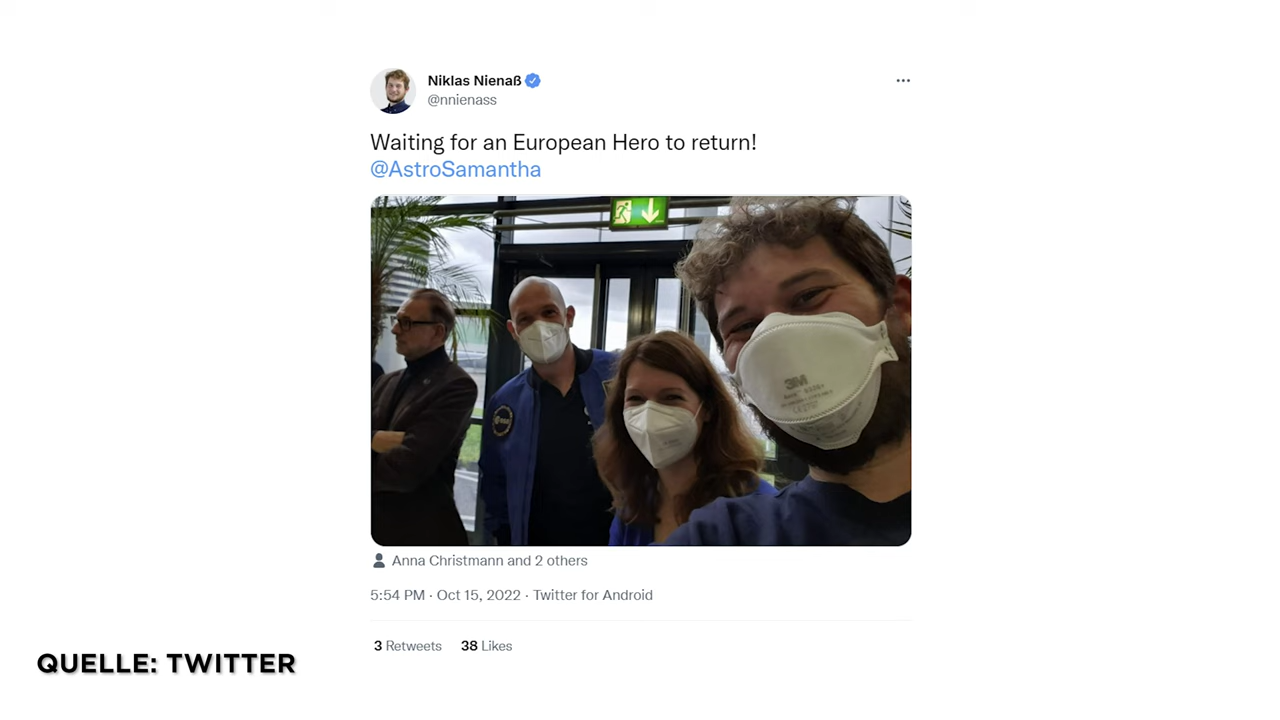 Niklas Nienaß
@nnienass
Waiting for an European Hero to return!
@AstroSamantha
3M
Anna Christmann and 2 others
5:54 PM · Oct 15, 2022 · Twitter for Android
3 Retweets 38 Likes
QUELLE: TWITTER